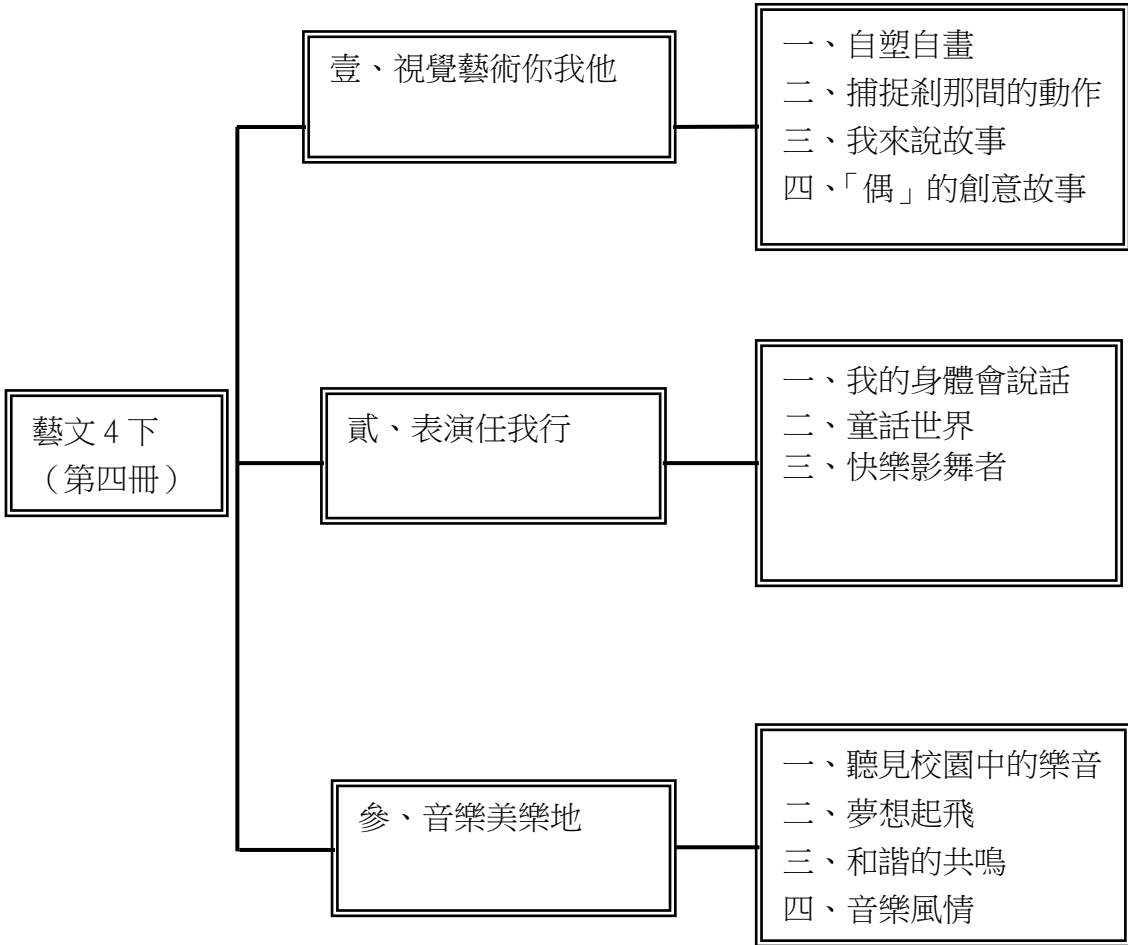 藝文 4 下
（第四冊）
壹、視覺藝術你我他
一、自塑自畫
二、捕捉剎那間的動作
三、我來說故事
四、「偶」的創意故事
貳、表演任我行
一、我的身體會說話
二、童話世界
三、快樂影舞者
參、音樂美樂地
一、聽見校園中的樂音
二、夢想起飛
三、和諧的共鳴
四、音樂風情